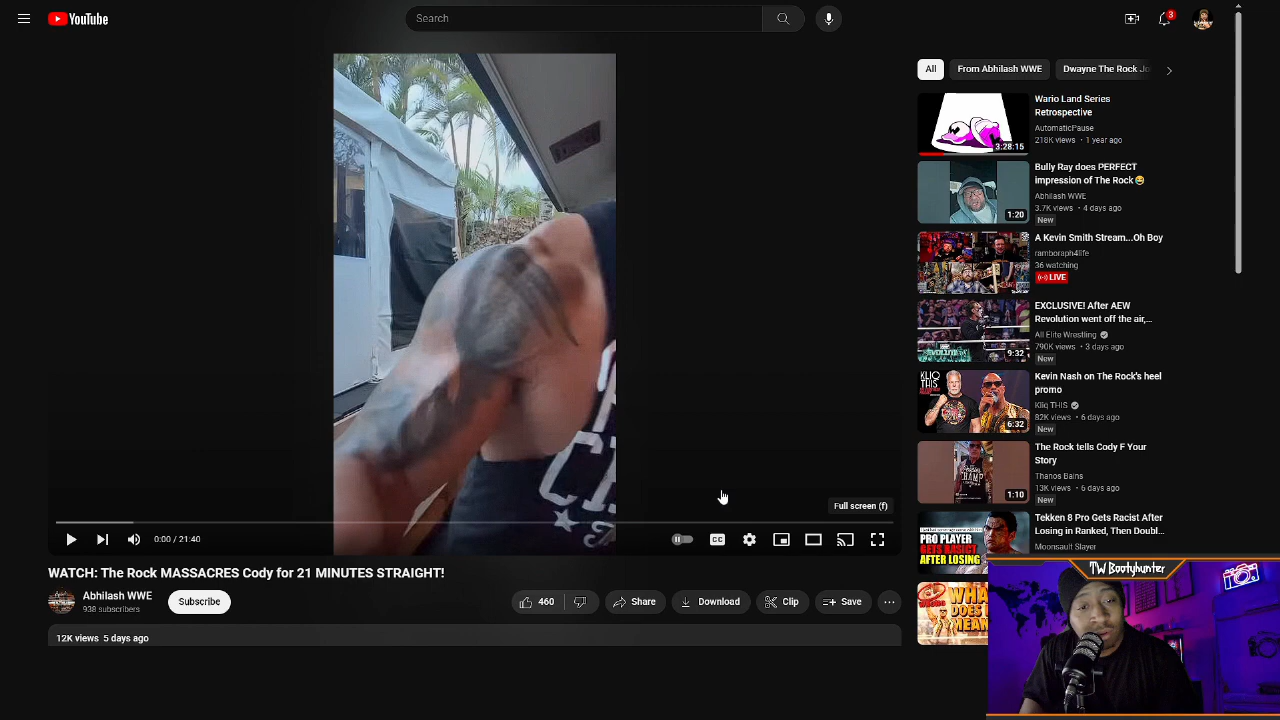 YouTube
Search
3
All
From Abhilash WWE
Dwayne The Rock Jo
3:28:15
Wario Land Series
Retrospective
AutomaticPause
218K views • 1 year ago
1:20
Bully Ray does PERFECT
impression of The Rock😂
Abhilash WWE
3.7K views • 4 days ago
New
A Kevin Smith Stream...Oh Boy
ramboraph4life
36 watching
LIVE
9:32
EXCLUSIVE! After AEW
Revolution went off the air,...
All Elite Wrestling
790K views • 3 days ago
New
KLIQ
THIS
6:32
Kevin Nash on The Rock's heel
promo
Kliq THIS
82K views • 6 days ago
New
1:10
The Rock tells Cody F Your
Story
Thanos Bains
13K views • 6 days ago
New
PRO PLAYER
GETS RACIST
AFTER LOSING
Tekken 8 Pro Gets Racist After
Losing in Ranked, Then Doubl...
Moonsault Slayer
Full screen (f)
0:00 / 21:40
CC
WATCH: The Rock MASSACRES Cody for 21 MINUTES STRAIGHT!
Abhilash WWE
938 subscribers
Subscribe
460
Share
Download
Clip
Save
12K views 5 days ago
TW Bootyhunter